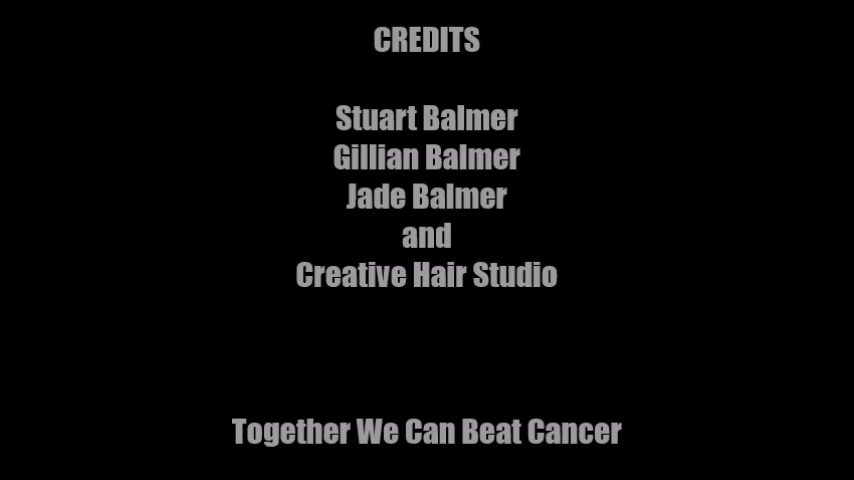 CREDITS
Stuart Balmer
Gillian Balmer
Jade Balmer
and
Creative Hair Studio
Together We Can Beat Cancer